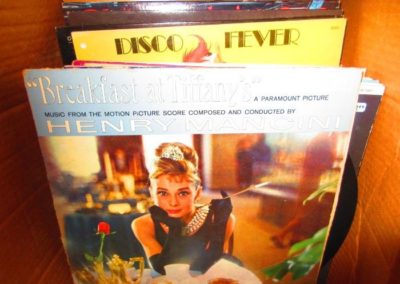 DISCO FEVER
"Breakfast at Tiffany's" A PARAMOUNT PICTURE
MUSIC FROM THE MOTION PICTURE SCORE COMPOSED AND CONDUCTED BY
HENRY MANCINI